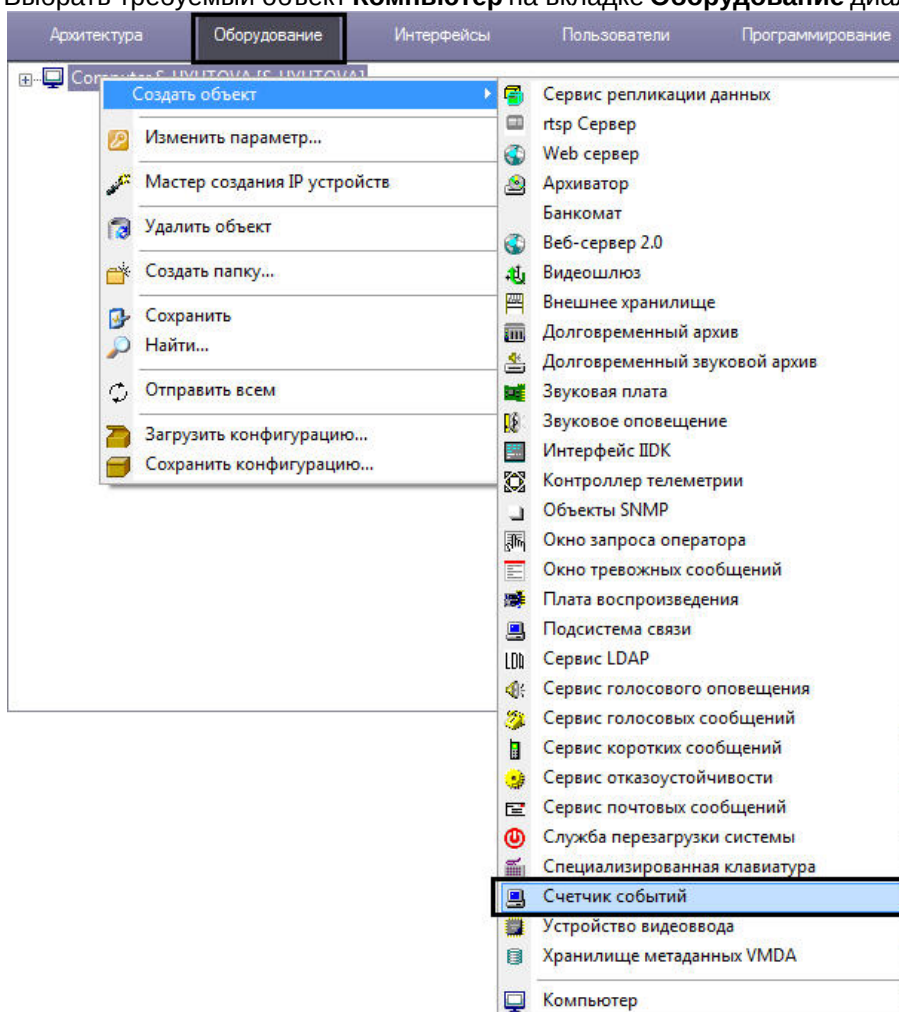 Выбрать требуемый объект Компьютер на вкладке Оборудование
Архитектура Оборудование Интерфейсы Пользователи Программирование
Computer S-UYUTOVA [S-UYUTOVA]
Создать объект
Изменить параметр...
Мастер создания IP устройств
Удалить объект
Создать папку...
Сохранить
Найти...
Отправить всем
Загрузить конфигурацию...
Сохранить конфигурацию...
Сервис репликации данных
rtsp Сервер
Web сервер
Архиватор
Банкомат
Веб-сервер 2.0
Видеошлюз
Внешнее хранилище
Долговременный архив
Долговременный звуковой архив
Звуковая плата
Звуковое оповещение
Интерфейс IIDK
Контроллер телеметрии
Объекты SNMP
Окно запроса оператора
Окно тревожных сообщений
Плата воспроизведения
Подсистема связи
Сервис LDAP
Сервис голосового оповещения
Сервис голосовых сообщений
Сервис коротких сообщений
Сервис отказоустойчивости
Сервис почтовых сообщений
Служба перезагрузки системы
Специализированная клавиатура
Счетчик событий
Устройство видеоввода
Хранилище метаданных VMDA
Компьютер